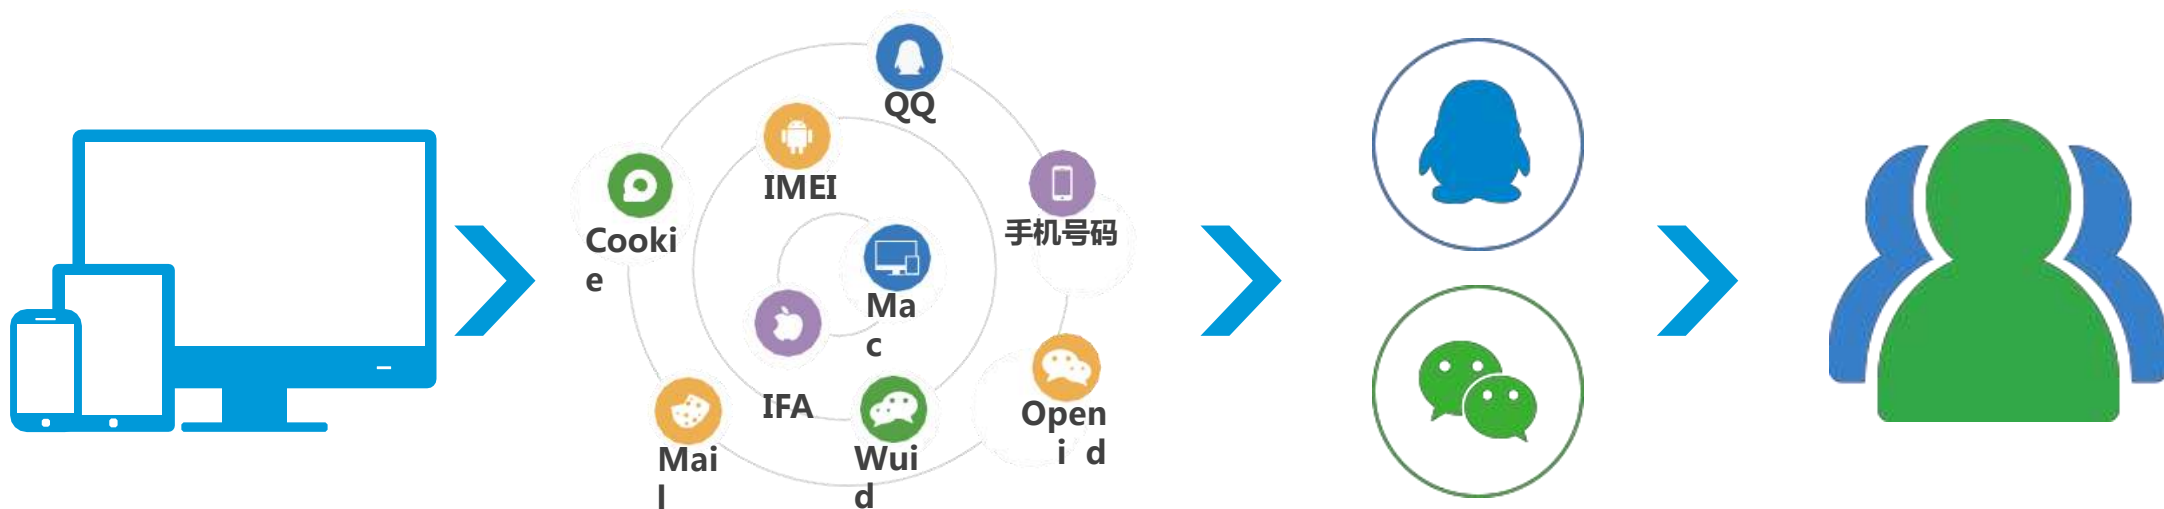 QQ
IMEI
Cooki
e
手机号码
Ma
c
IFA
Open
i d
Mai
l
Wui
d